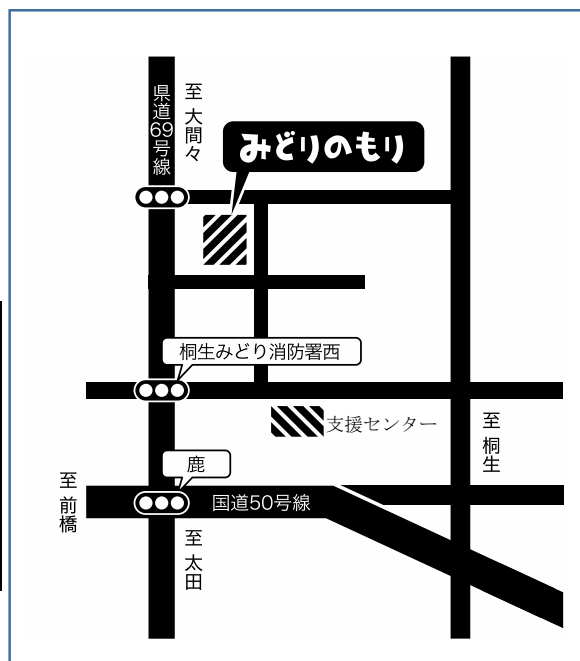 県道69号線
至 大間々
みどりのもり
桐生みどり消防署西
支援センター
至 桐生
鹿
至 前橋
国道50号線
至 太田